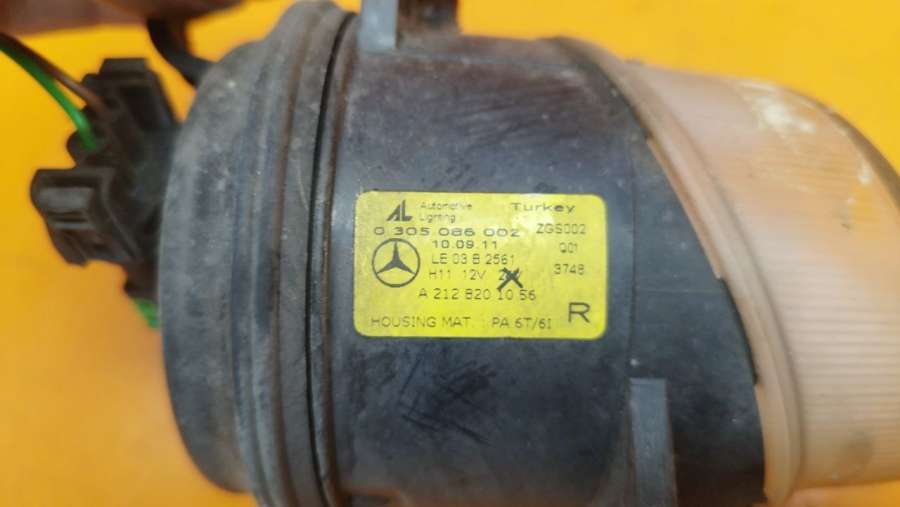 AL Automotive Lighting Turkey
0 305 086 002 ZGS002
10.09.11 Q01
LE 03 B 2561
H11 12V 3748
A 212 820 10 56
HOUSING MAT. PA 6T/6I R